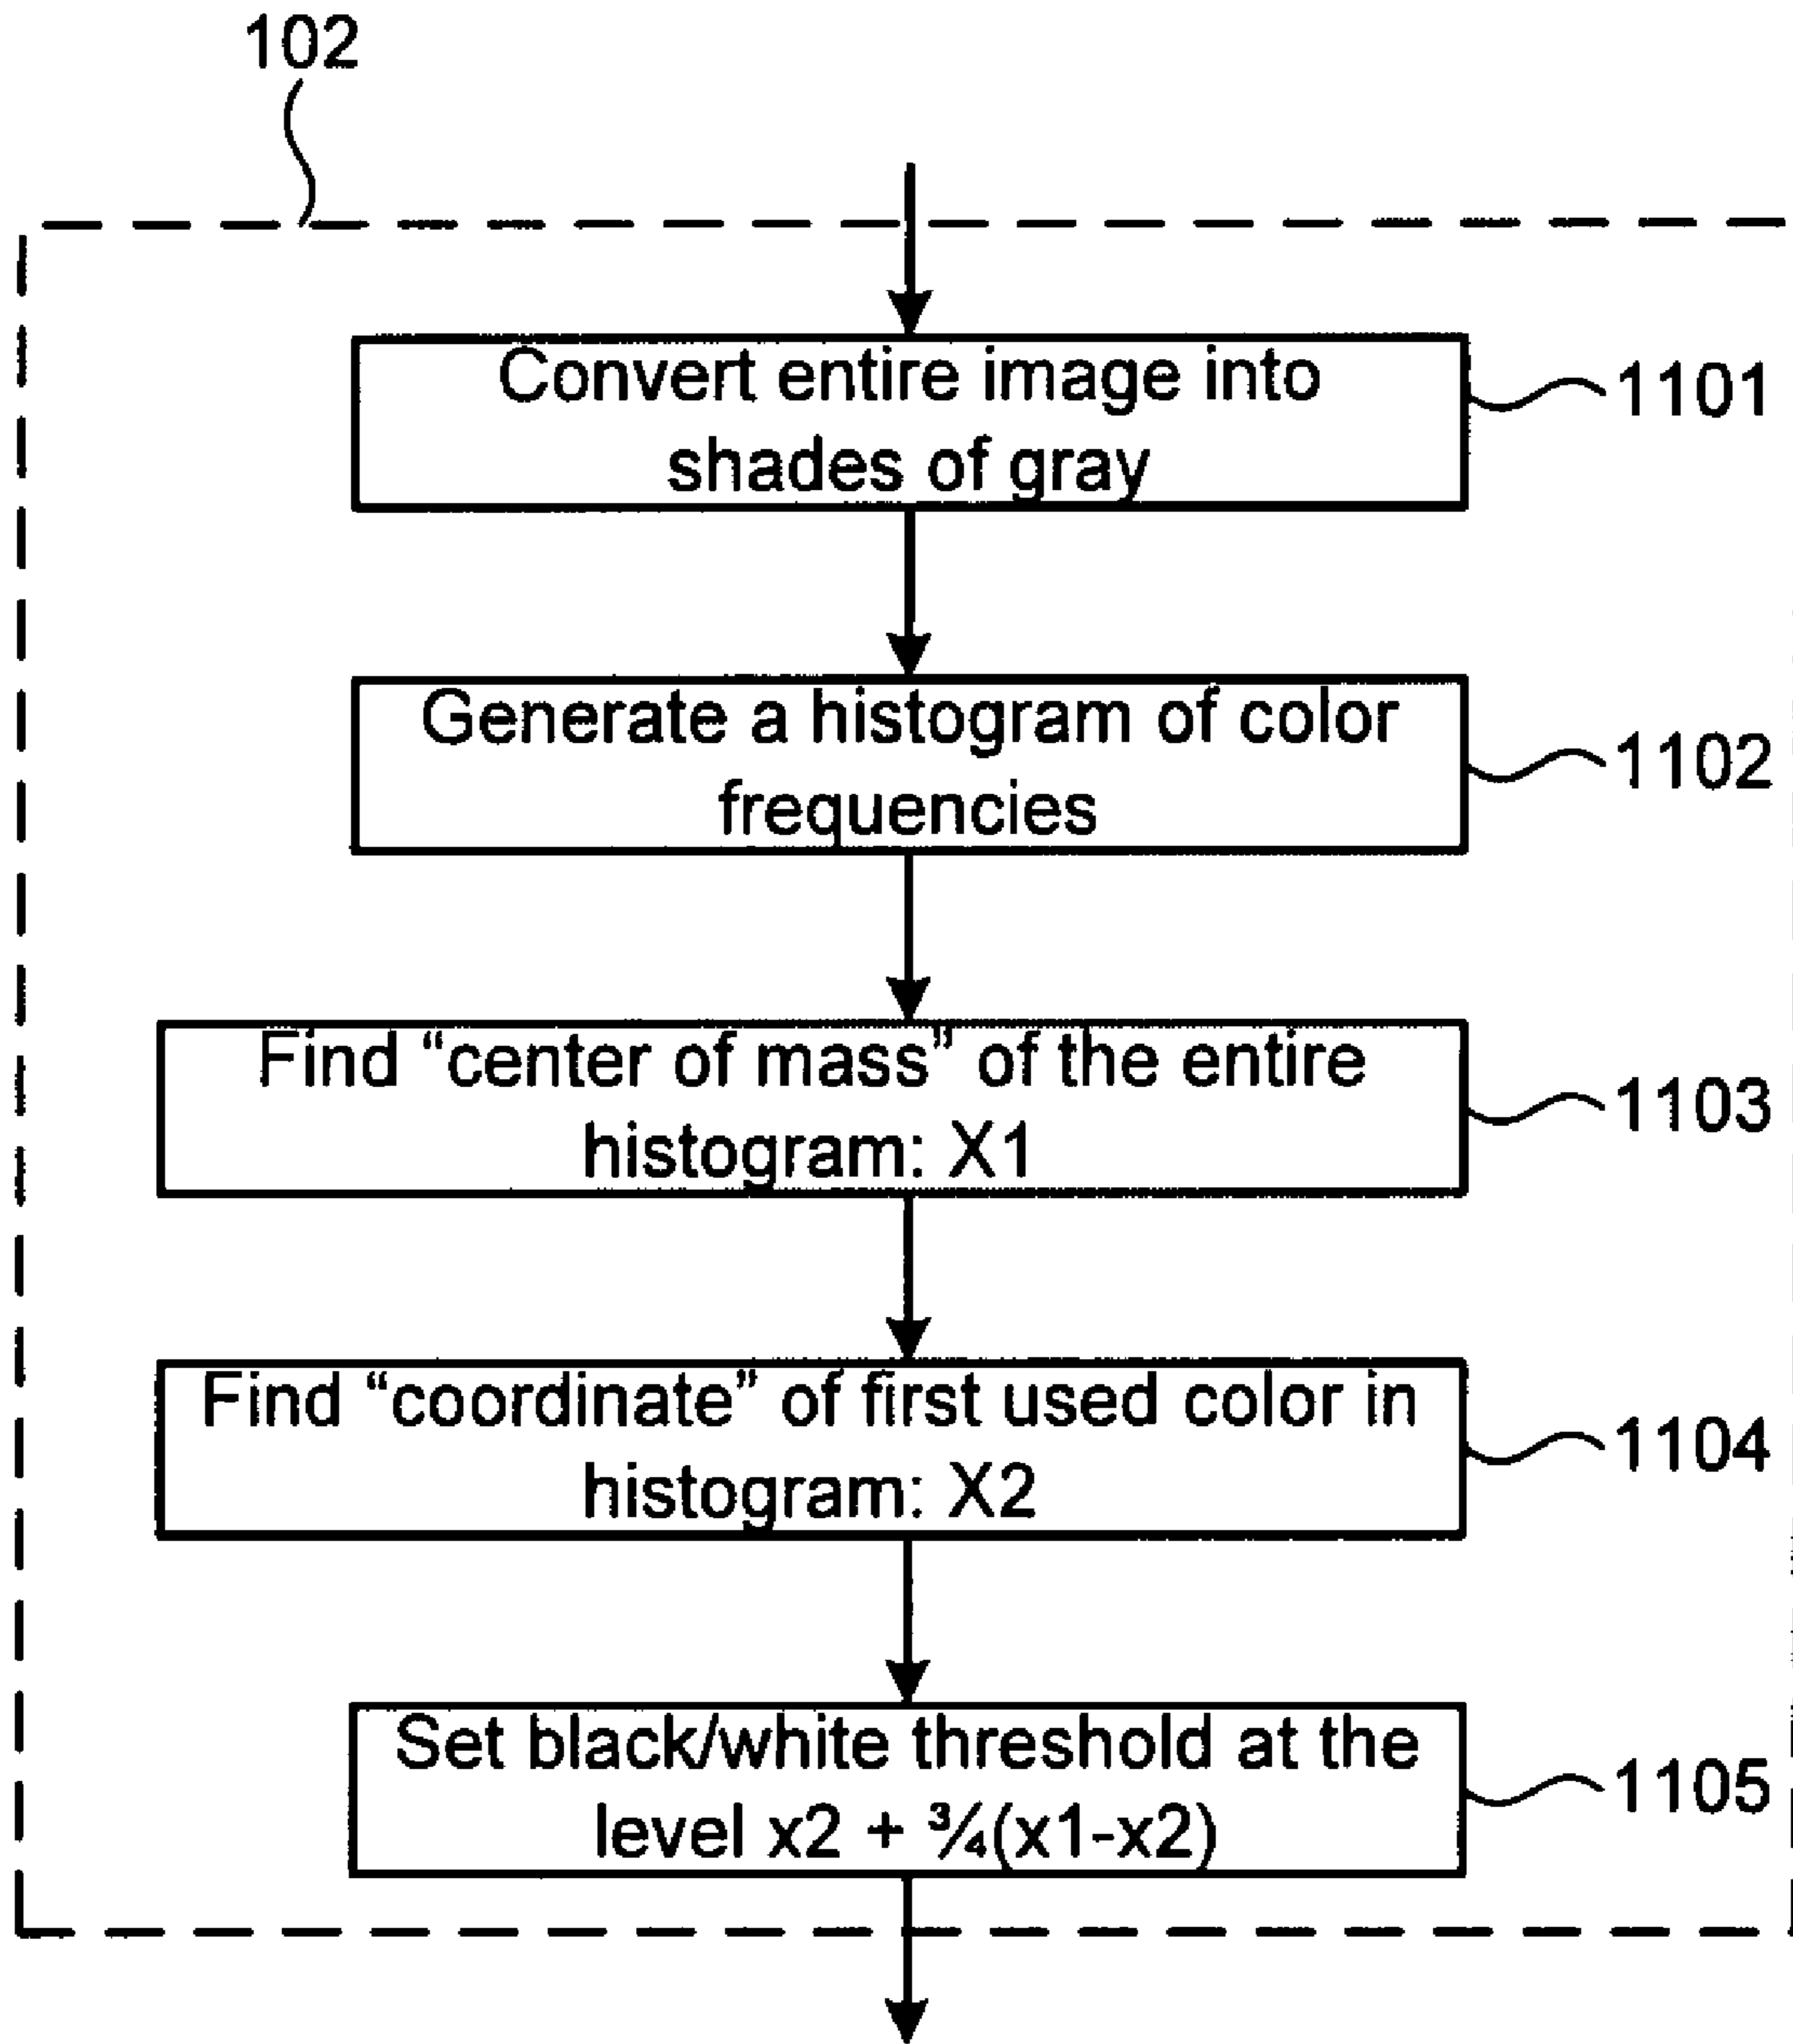 102
Convert entire image into
shades of gray
1101
Generate a histogram of color
frequencies
1102
Find “center of mass” of the entire
histogram: X1
1103
Find “coordinate” of first used color in
histogram: X2
1104
Set black/white threshold at the
level x2 + ¾(x1-x2)
1105